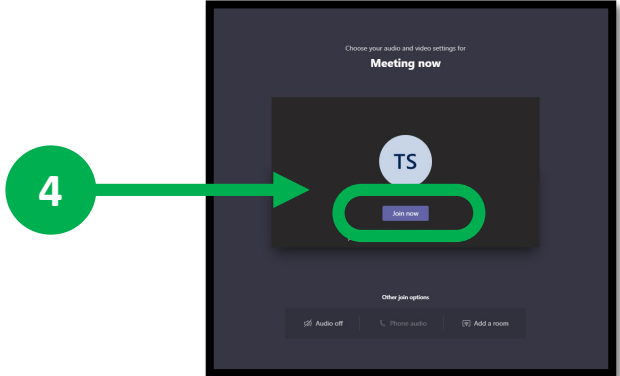 Choose your audio and video settings for
Meeting now
TS
4
Join now
Other join options
Audio off
Phone audio
Add a room